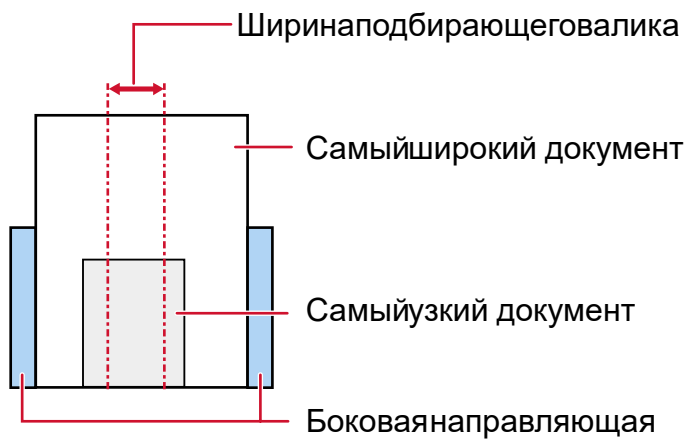 Ширинаподбирающеговалика
Самыйширокий документ
Самыйузкий документ
Боковаянаправляющая